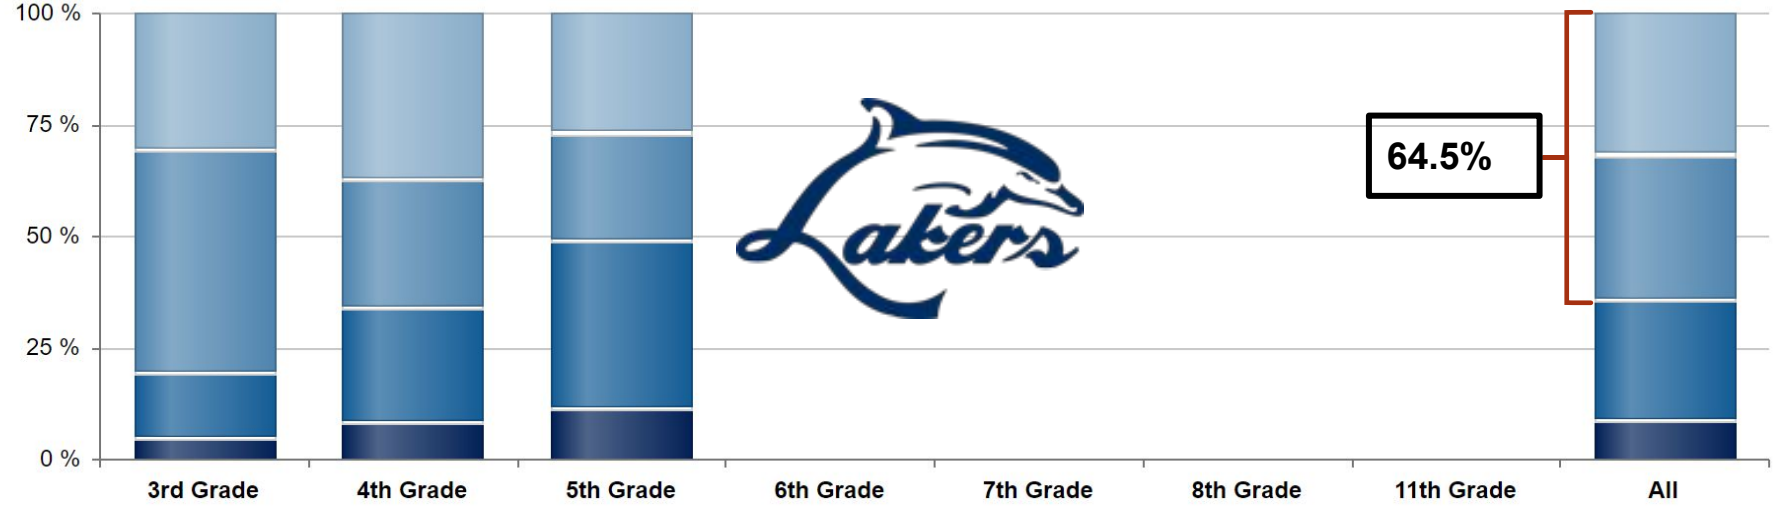 100 %
75 %
50 %
25 %
0 %
Lakers
64.5%
3rd Grade
4th Grade
5th Grade
6th Grade
7th Grade
8th Grade
11th Grade
All